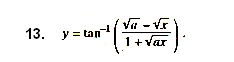 13. y = tan⁻¹ ( (√a − √x) / (1 + √ax) ) .